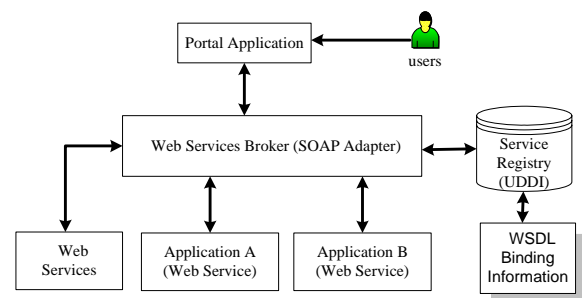 Portal Application
users
Web Services Broker (SOAP Adapter)
Service
Registry
(UDDI)
Web
Services
Application A
(Web Service)
Application B
(Web Service)
WSDL
Binding
Information